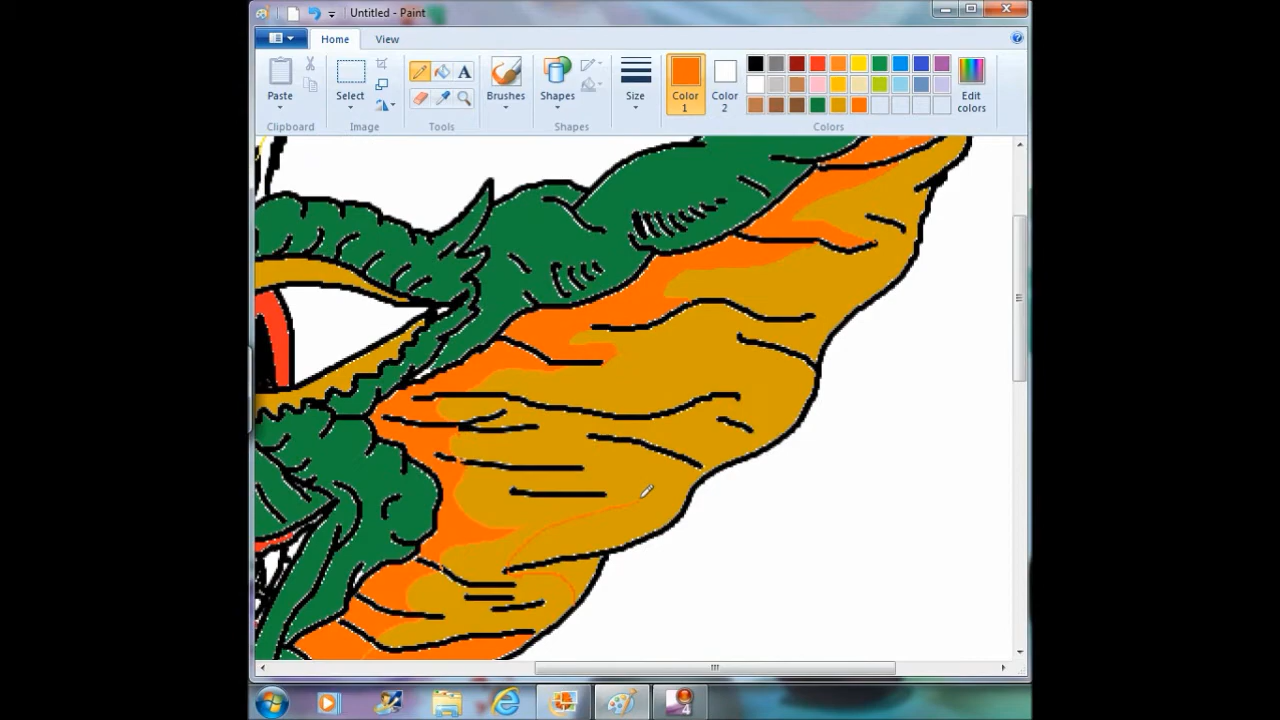 Untitled - Paint
Home View
Paste Select A Brushes Shapes Size Color 1 Color 2 Edit colors
Clipboard Image Tools Shapes Colors
4